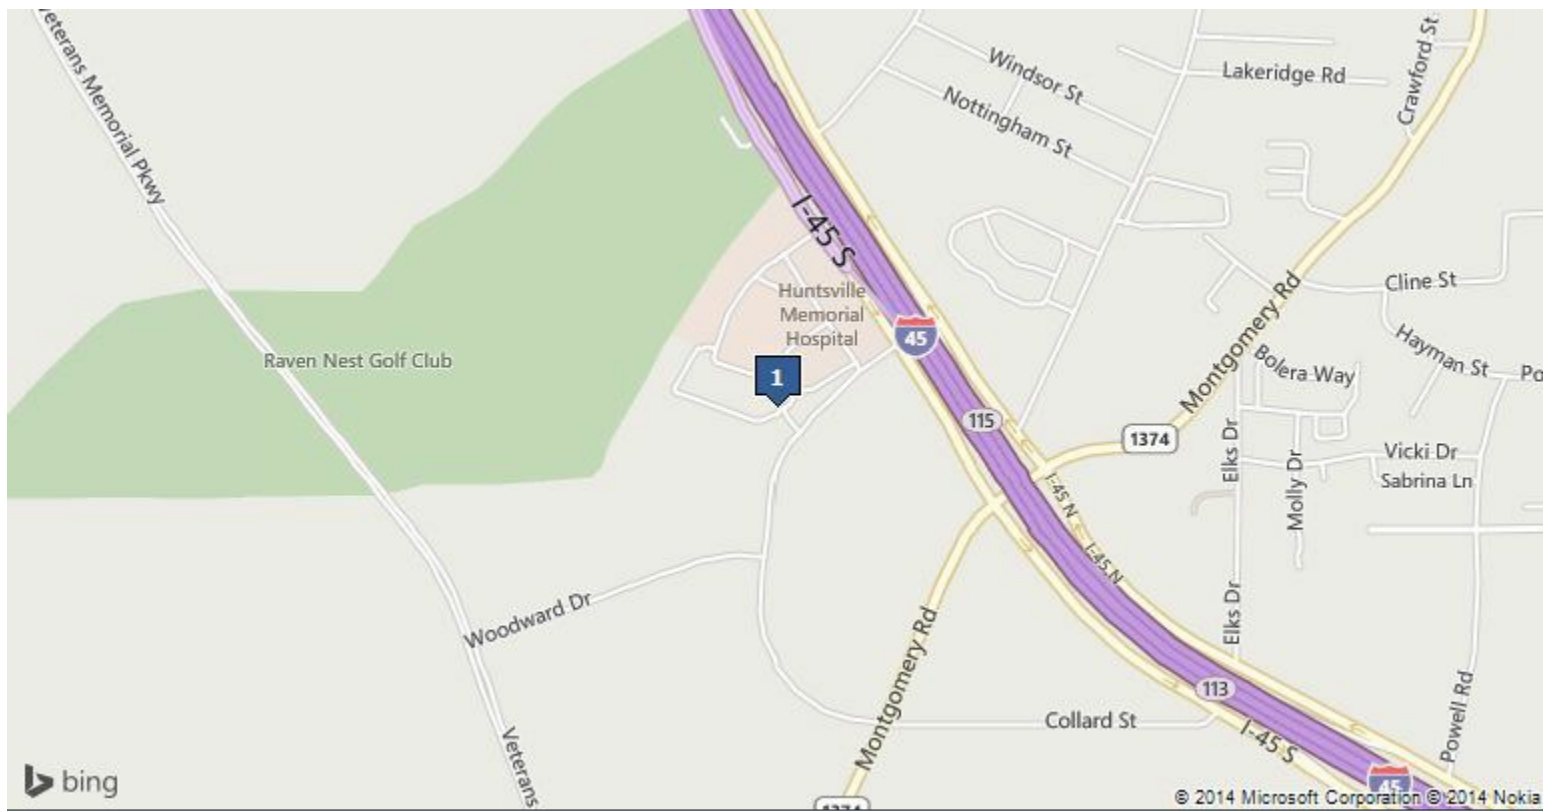 Veterans Memorial Pkwy
Windsor St
Lakeridge Rd
Crawford St
Nottingham St
I-45 S
Huntsville
Memorial
Hospital
45
Cline St
Montgomery Rd
Hayman St
Raven Nest Golf Club
1
Bolera Way
Po
115
1374
Elks Dr
Molly Dr
Vicki Dr
Sabrina Ln
I-45 N
I-45 N
Woodward Dr
Elks Dr
Montgomery Rd
113
Powell Rd
Collard St
I-45 S
Veterans
bing
45
1374
© 2014 Microsoft Corporation © 2014 Nokia